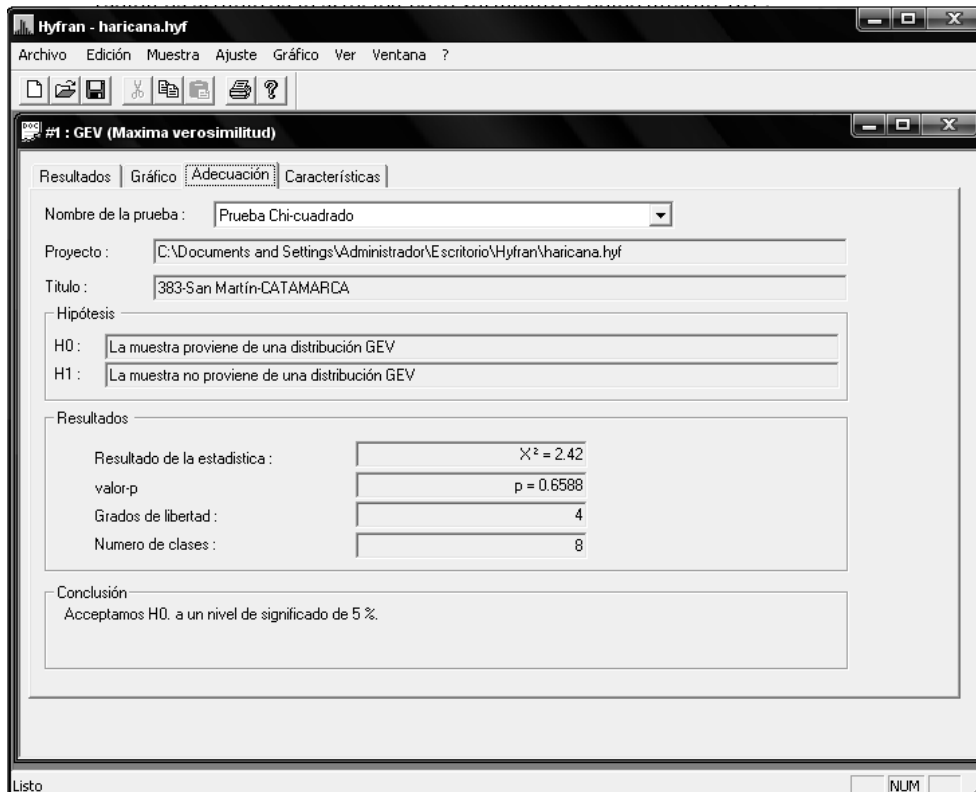 Hyfran - haricana.hyf
Archivo Edición Muestra Ajuste Gráfico Ver Ventana ?
#1 : GEV (Maxima verosimilitud)
Resultados Gráfico Adecuación Características
Nombre de la prueba : Prueba Chi-cuadrado
Proyecto : C:\Documents and Settings\Administrador\Escritorio\Hyfran\haricana.hyf
Titulo : 383-San Martín-CATAMARCA
Hipótesis
H0 : La muestra proviene de una distribución GEV
H1 : La muestra no proviene de una distribución GEV
Resultados
Resultado de la estadistica : X² = 2.42
valor-p p = 0.6588
Grados de libertad : 4
Numero de clases : 8
Conclusión
Acceptamos H0. a un nivel de significado de 5 %.
Listo NUM